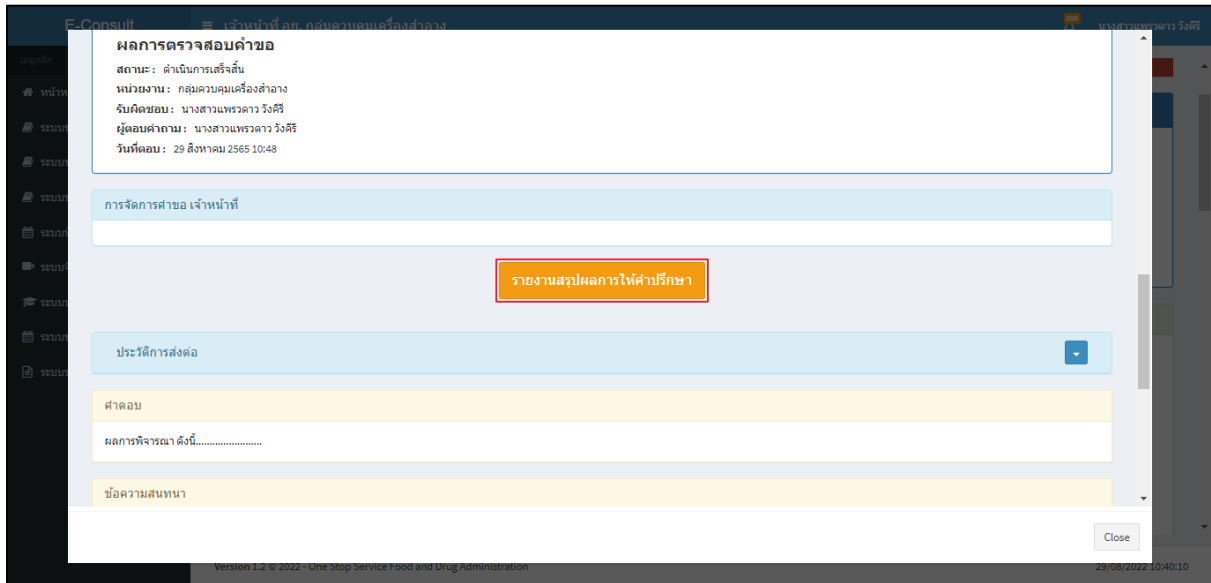 E-Consult
เจ้าหน้าที่ อย. กลุ่มควบคุมเครื่องสำอาง
นางสาวแพรวดาว วังคีรี
เมนูหลัก
ผลการตรวจสอบคำขอ
สถานะ : ดำเนินการเสร็จสิ้น
หน่วยงาน : กลุ่มควบคุมเครื่องสำอาง
รับผิดชอบ : นางสาวแพรวดาว วังคีรี
ผู้ตอบคำถาม : นางสาวแพรวดาว วังคีรี
วันที่ตอบ : 29 สิงหาคม 2565 10:48
การจัดการคำขอ เจ้าหน้าที่
รายงานสรุปผลการให้คำปรึกษา
ประวัติการส่งต่อ
คำตอบ
ผลการพิจารณา ดังนี้........................
ข้อความสนทนา
Close
Version 1.2 © 2022 - One Stop Service Food and Drug Administration
29/08/2022 10:40:10